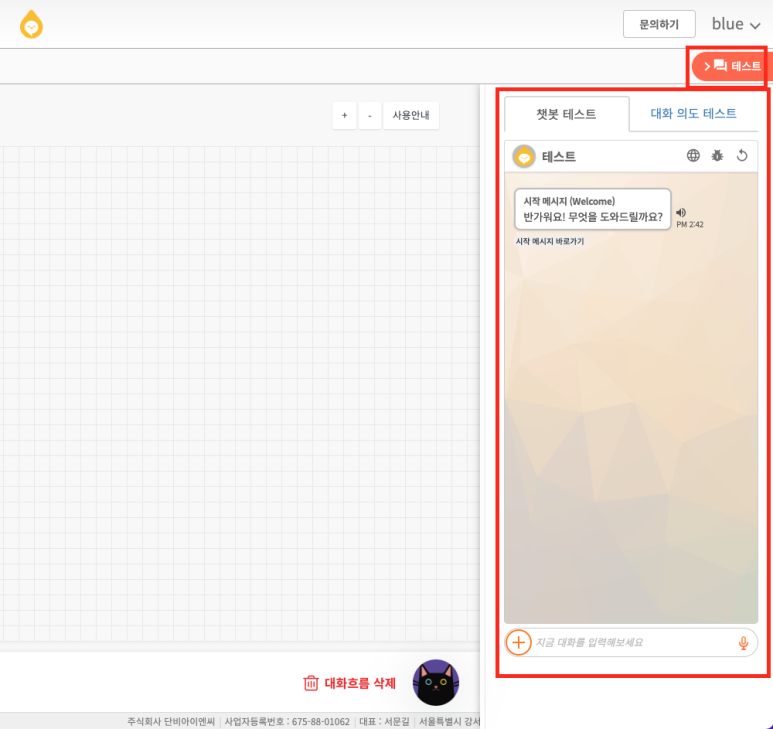 문의하기
blue
테스트
+
-
사용안내
챗봇 테스트
대화 의도 테스트
테스트
시작 메시지 (Welcome)
반가워요! 무엇을 도와드릴까요?
PM 2:42
시작 메시지 바로가기
지금 대화를 입력해보세요
대화흐름 삭제
주식회사 단비아이엔씨 | 사업자등록번호 : 675-88-01062 | 대표 : 서문길 | 서울특별시 강서